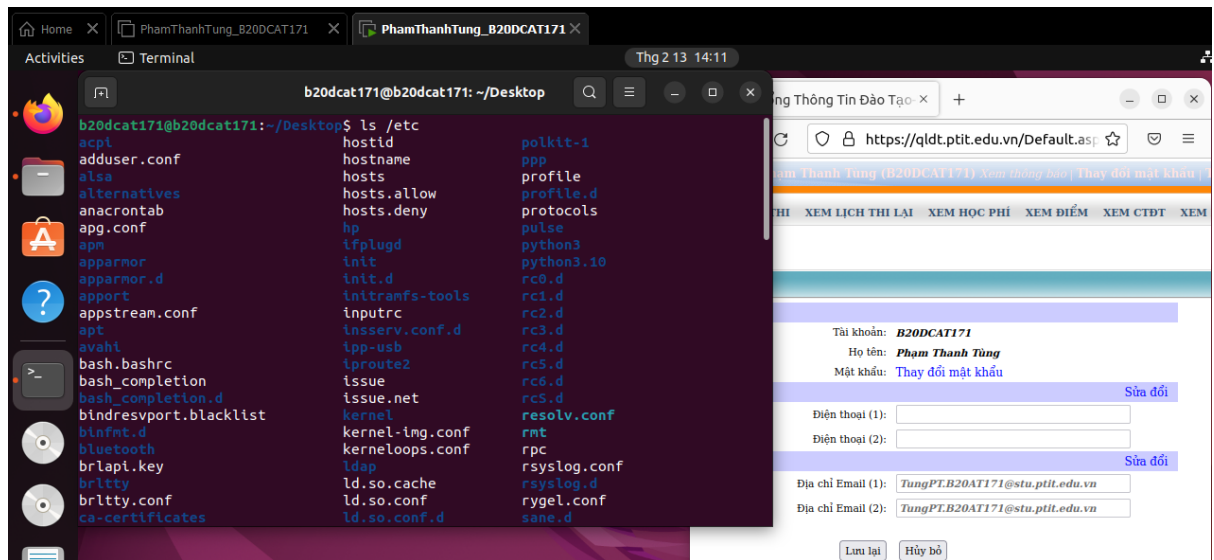 Home
PhamThanhTung_B20DCAT171
PhamThanhTung_B20DCAT171
Activities Terminal Thg 2 13 14:11
b20dcat171@b20dcat171: ~/Desktop
b20dcat171@b20dcat171:~/Desktop$ ls /etc
acpi hostid polkit-1
adduser.conf hostname ppp
alsa hosts profile
alternatives hosts.allow profile.d
anacrontab hosts.deny protocols
apg.conf hp pulse
apm ifplugd python3
apparmor init python3.10
apparmor.d init.d rc0.d
apport initramfs-tools rc1.d
appstream.conf inputrc rc2.d
apt insserv.conf.d rc3.d
avahi ipp-usb rc4.d
bash.bashrc iproute2 rc5.d
bash_completion issue rc6.d
bash_completion.d issue.net rcS.d
bindresvport.blacklist kernel resolv.conf
binfmt.d kernel-img.conf rmt
bluetooth kerneloops.conf rpc
brlapi.key ldap rsyslog.conf
brltty ld.so.cache rsyslog.d
brltty.conf ld.so.conf rygel.conf
ca-certificates ld.so.conf.d sane.d
Thông Tin Đào Tạo
https://qldt.ptit.edu.vn/Default.asp
Thanh Tùng (B20DCAT171) Xem thông báo | Thay đổi mật khẩu |
THI XEM LỊCH THI LẠI XEM HỌC PHÍ XEM ĐIỂM XEM CTĐT XEM
Tài khoản: B20DCAT171
Họ tên: Phạm Thanh Tùng
Mật khẩu: Thay đổi mật khẩu
Sửa đổi
Điện thoại (1):
Điện thoại (2):
Sửa đổi
Địa chỉ Email (1): TungPT.B20AT171@stu.ptit.edu.vn
Địa chỉ Email (2): TungPT.B20AT171@stu.ptit.edu.vn
Lưu lại Hủy bỏ